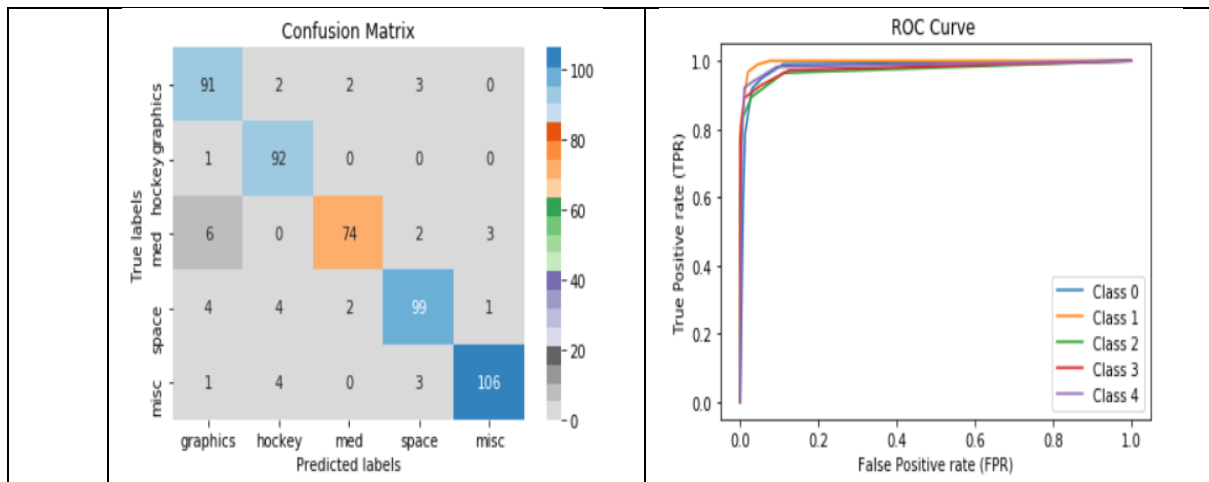 Confusion Matrix
True labels
graphics
hockey
med
space
misc
91 2 2 3 0
1 92 0 0 0
6 0 74 2 3
4 4 2 99 1
1 4 0 3 106
graphics hockey med space misc
Predicted labels
100
80
60
40
20
0
ROC Curve
True Positive rate (TPR)
1.0
0.8
0.6
0.4
0.2
0.0
Class 0
Class 1
Class 2
Class 3
Class 4
0.0 0.2 0.4 0.6 0.8 1.0
False Positive rate (FPR)